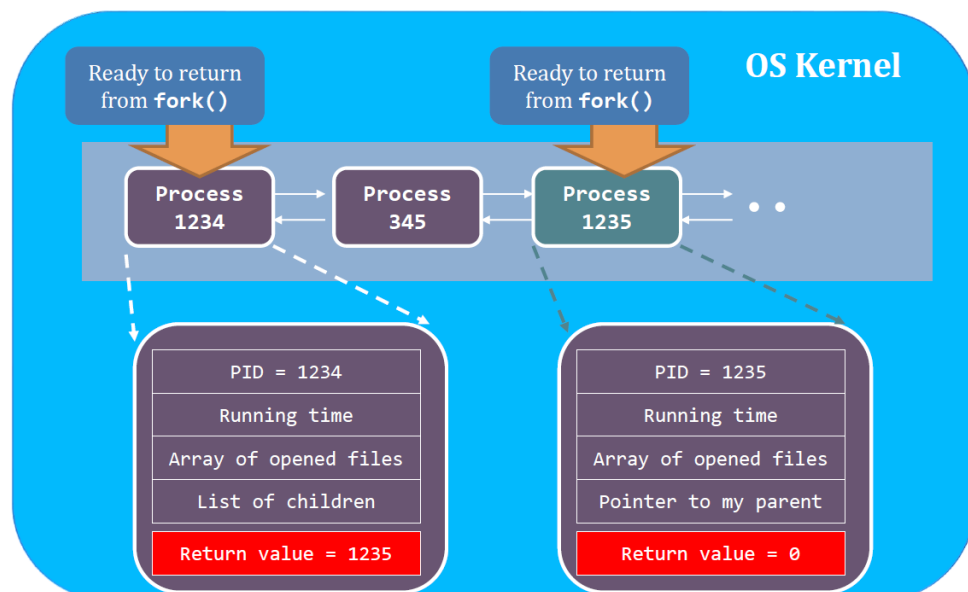 OS Kernel
Ready to return
from fork()
Ready to return
from fork()
Process
1234
Process
345
Process
1235
PID = 1234
Running time
Array of opened files
List of children
Return value = 1235
PID = 1235
Running time
Array of opened files
Pointer to my parent
Return value = 0